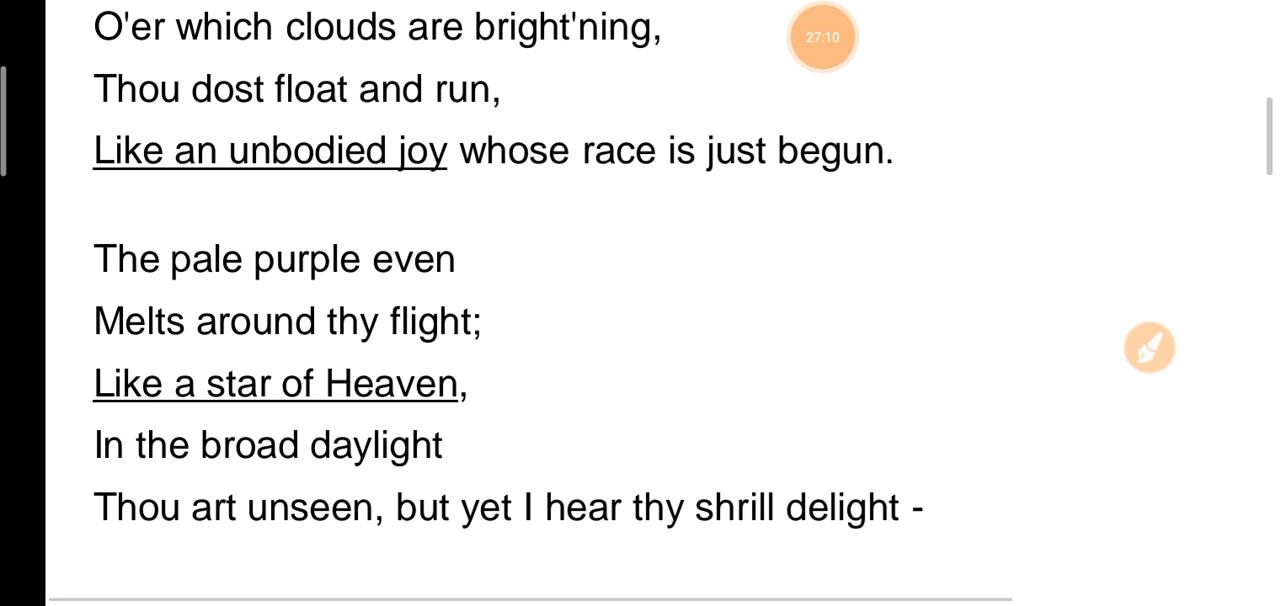 O'er which clouds are bright'ning,
27:10
Thou dost float and run,
Like an unbodied joy whose race is just begun.
The pale purple even
Melts around thy flight;
Like a star of Heaven,
In the broad daylight
Thou art unseen, but yet I hear thy shrill delight -